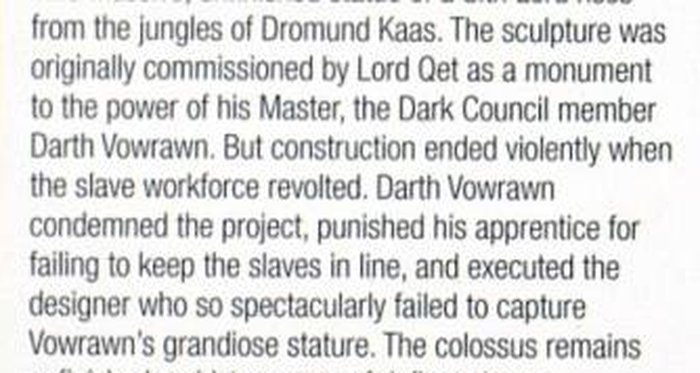 from the jungles of Dromund Kaas. The sculpture was
originally commissioned by Lord Qet as a monument
to the power of his Master, the Dark Council member
Darth Vowrawn. But construction ended violently when
the slave workforce revolted. Darth Vowrawn
condemned the project, punished his apprentice for
failing to keep the slaves in line, and executed the
designer who so spectacularly failed to capture
Vowrawn's grandiose stature. The colossus remains